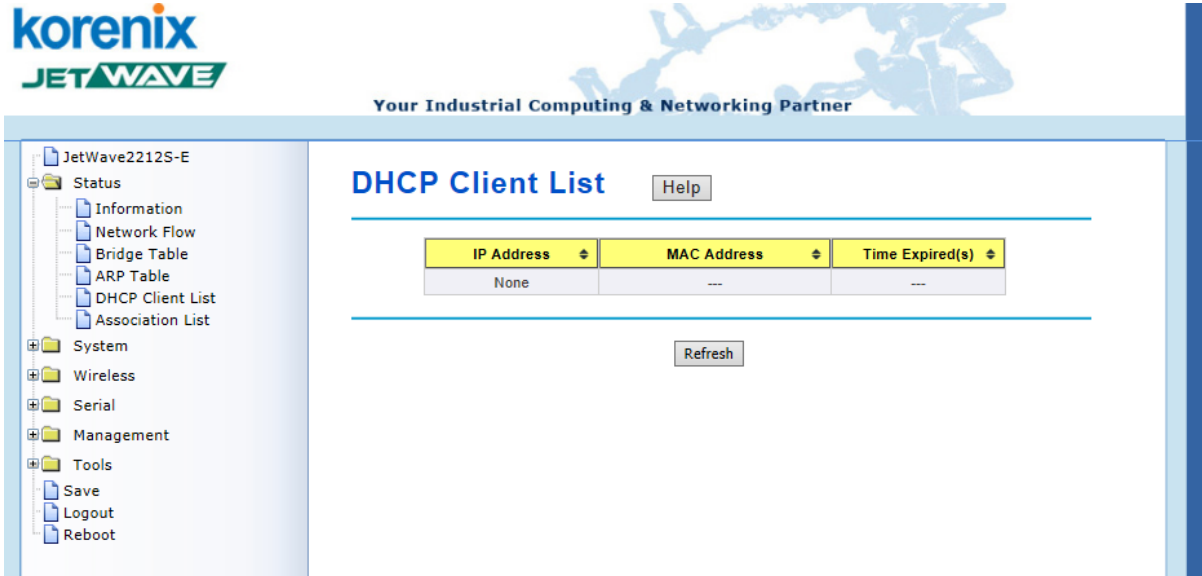 korenix
JETWAVE
Your Industrial Computing & Networking Partner
JetWave2212S-E
Status
Information
Network Flow
Bridge Table
ARP Table
DHCP Client List
Association List
System
Wireless
Serial
Management
Tools
Save
Logout
Reboot
DHCP Client List Help
IP Address MAC Address Time Expired(s)
None --- ---
Refresh